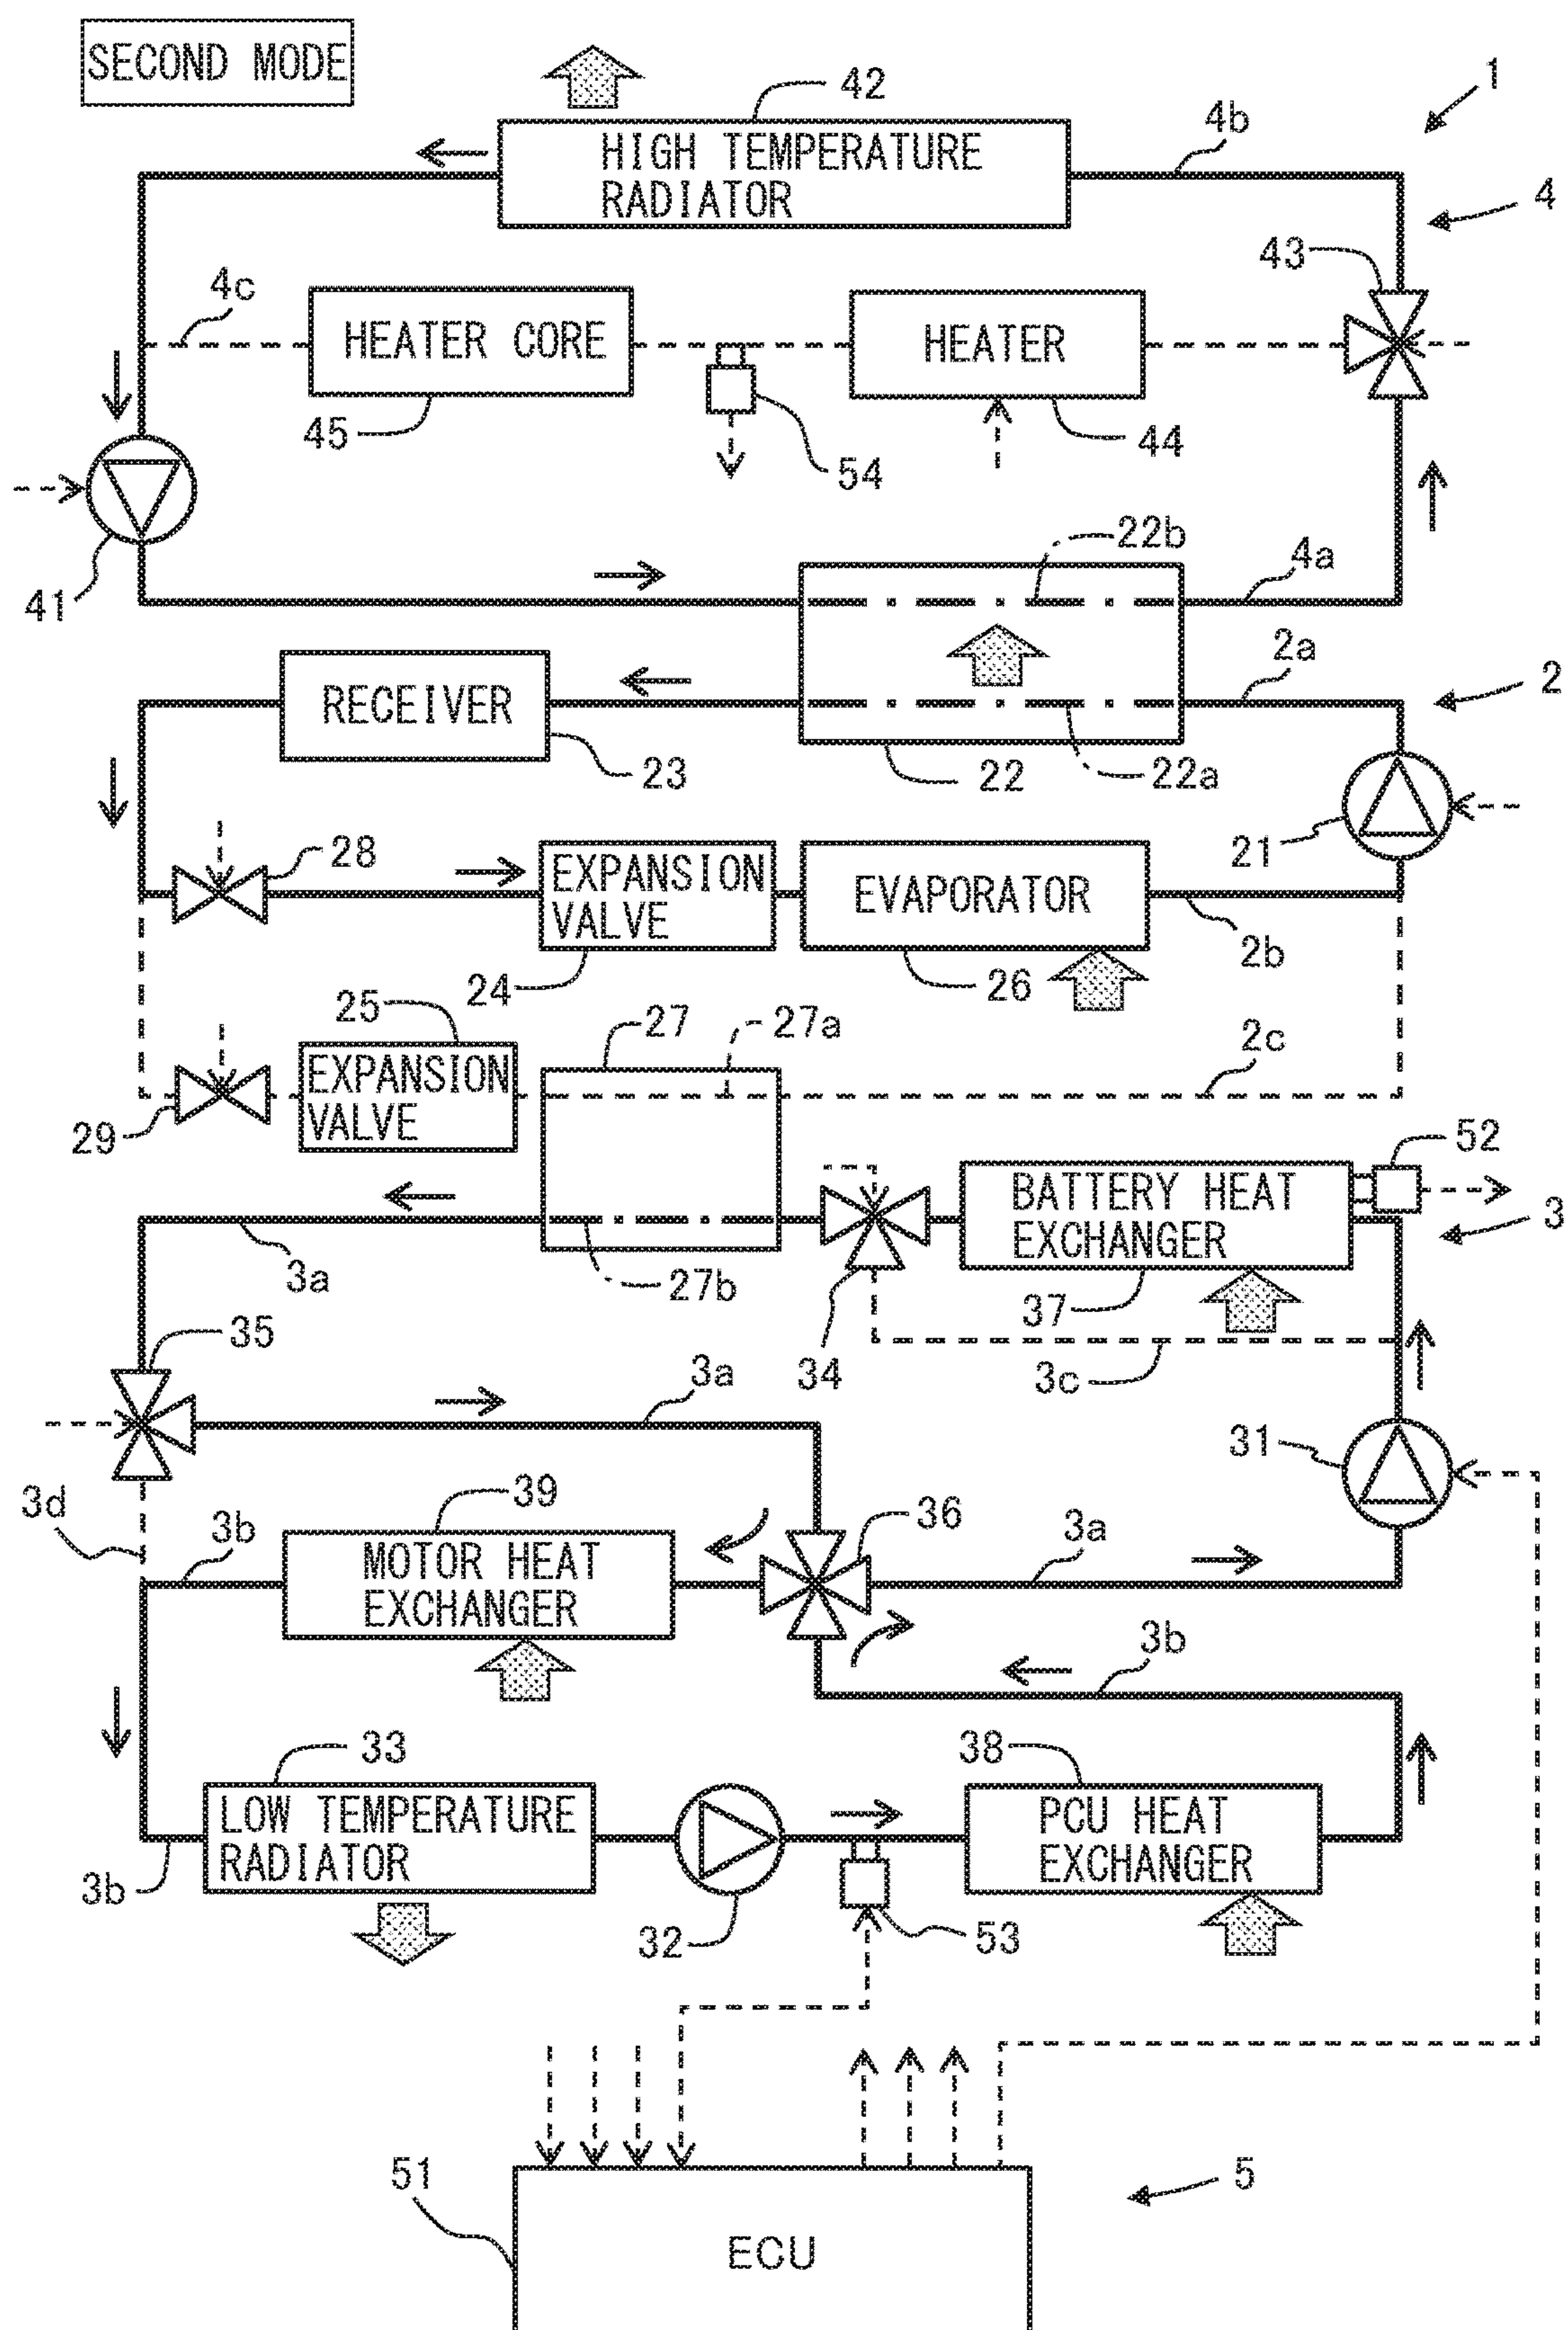 SECOND MODE
42
1
4b
HIGH TEMPERATURE
RADIATOR
4
43
4c
HEATER CORE
HEATER
45
54
44
41
22b
4a
2a
RECEIVER
2
23
22
22a
21
28
EXPANSION
VALVE
EVAPORATOR
24
26
2b
25
27
27a
2c
EXPANSION
VALVE
29
52
BATTERY HEAT
EXCHANGER
3
3a
27b
37
35
34
3c
3a
31
39
36
3d
3b
3a
MOTOR HEAT
EXCHANGER
3b
33
38
LOW TEMPERATURE
RADIATOR
PCU HEAT
EXCHANGER
3b
32
53
51
5
ECU